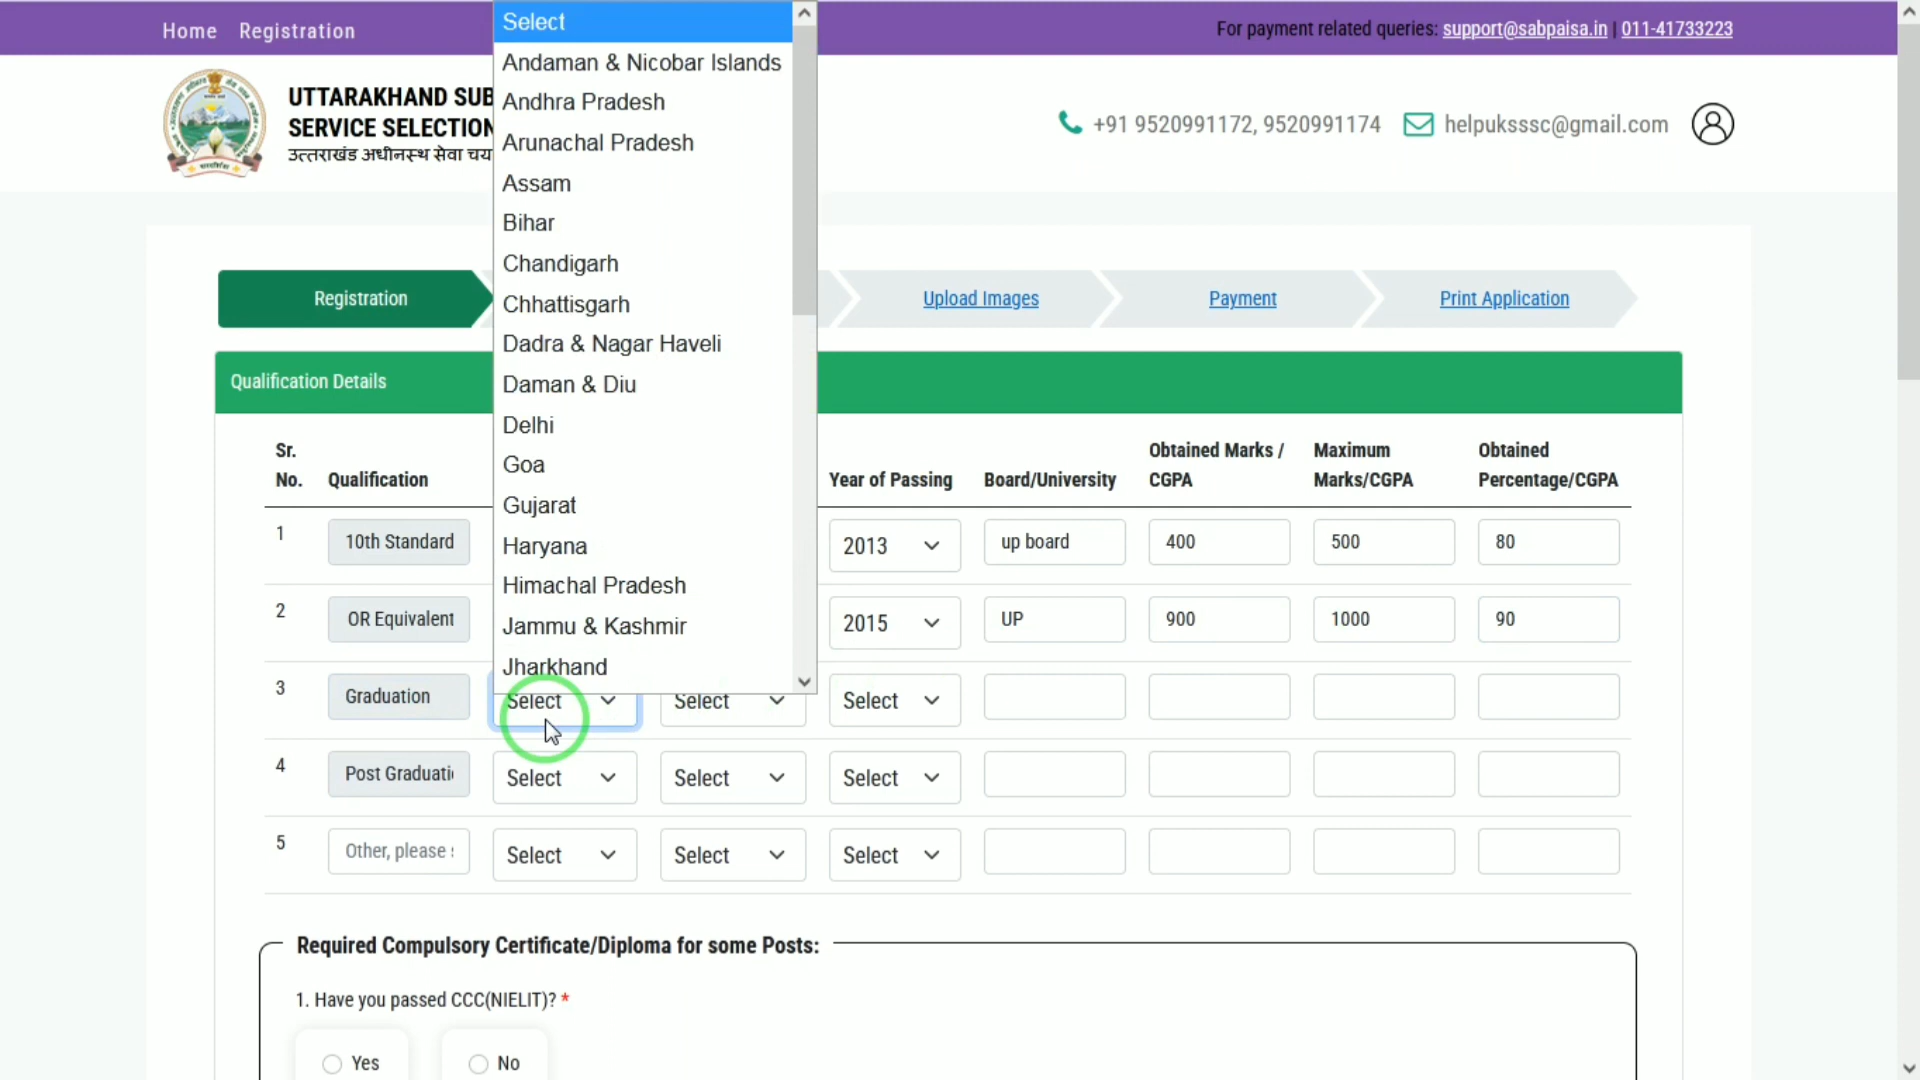 Home Registration
For payment related queries: support@sabpaisa.in | 011-41733223
UTTARAKHAND SUB
SERVICE SELECTION
उत्तराखंड अधीनस्थ सेवा चय
+91 9520991172, 9520991174 helpuksssc@gmail.com
Select
Andaman & Nicobar Islands
Andhra Pradesh
Arunachal Pradesh
Assam
Bihar
Chandigarh
Chhattisgarh
Dadra & Nagar Haveli
Daman & Diu
Delhi
Goa
Gujarat
Haryana
Himachal Pradesh
Jammu & Kashmir
Jharkhand
Registration Upload Images Payment Print Application
Qualification Details
Sr. No. Qualification Year of Passing Board/University Obtained Marks / CGPA Maximum Marks/CGPA Obtained Percentage/CGPA
1 10th Standard 2013 up board 400 500 80
2 OR Equivalent 2015 UP 900 1000 90
3 Graduation Select Select Select
4 Post Graduati Select Select Select
5 Other, please s Select Select Select
Required Compulsory Certificate/Diploma for some Posts:
1. Have you passed CCC(NIELIT)? *
Yes No